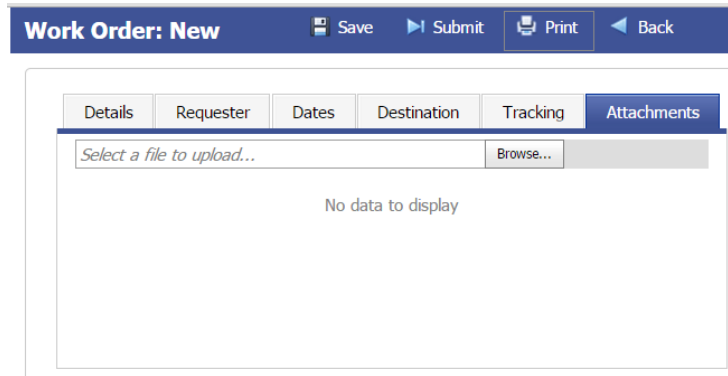 Work Order: New Save Submit Print Back
Details Requester Dates Destination Tracking Attachments
Select a file to upload... Browse...
No data to display